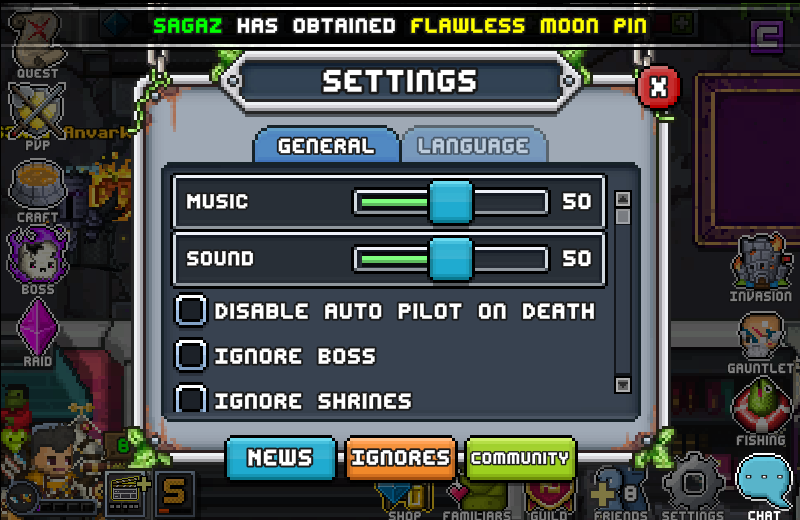 SAGAZ HAS OBTAINED FLAWLESS MOON PIN
QUEST
PVP
CRAFT
BOSS
RAID
Anvark
C
SETTINGS
X
GENERAL
LANGUAGE
MUSIC
50
SOUND
50
DISABLE AUTO PILOT ON DEATH
IGNORE BOSS
IGNORE SHRINES
NEWS
IGNORES
COMMUNITY
INVASION
GAUNTLET
FISHING
S
SHOP
FAMILIARS
GUILD
8
FRIENDS
SETTINGS
CHAT